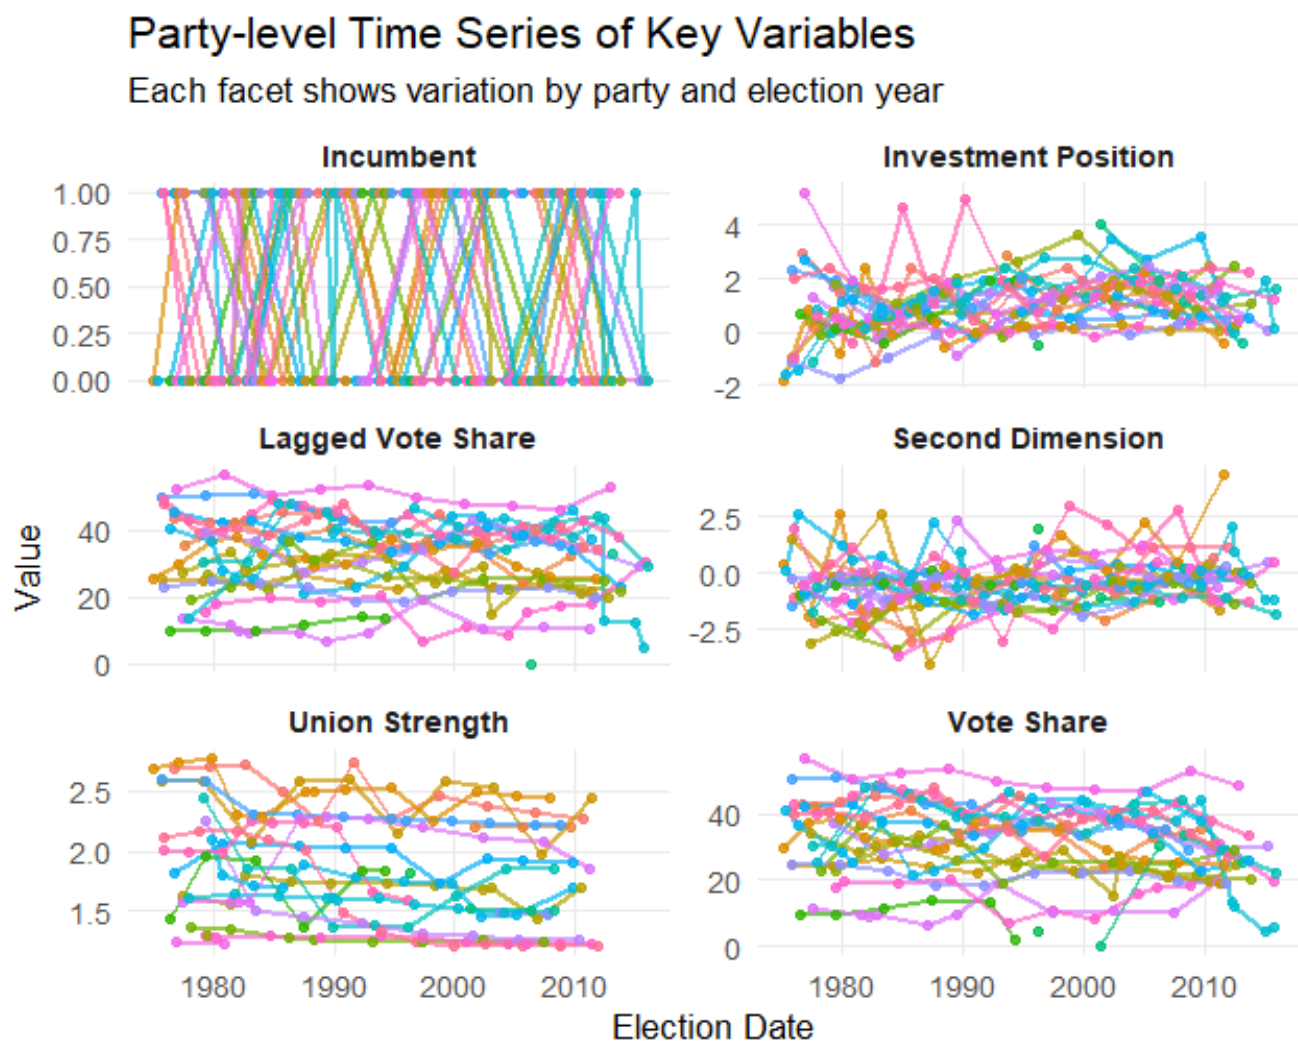 Party-level Time Series of Key Variables
Each facet shows variation by party and election year
Incumbent
1.00
0.75
0.50
0.25
0.00
Investment Position
4
2
0
-2
Lagged Vote Share
40
20
0
Second Dimension
2.5
0.0
-2.5
Value
Union Strength
2.5
2.0
1.5
1980 1990 2000 2010
Vote Share
40
20
0
1980 1990 2000 2010
Election Date